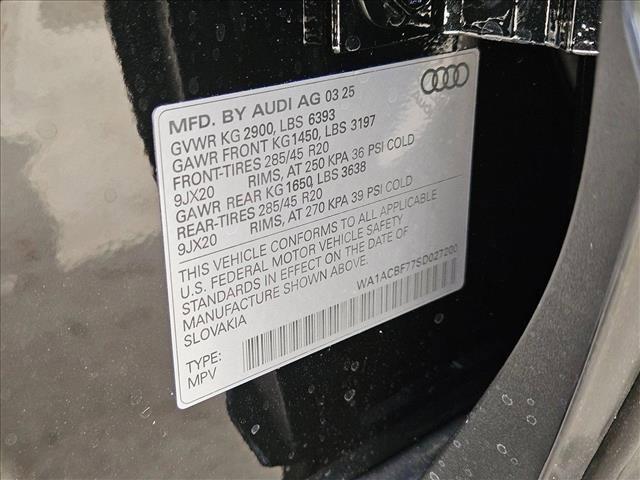 MFD. BY AUDI AG 03 25
GVWR KG 2900, LBS 6393
GAWR FRONT KG1450, LBS 3197
FRONT-TIRES 285/45 R20
9JX20 RIMS, AT 250 KPA 36 PSI COLD
GAWR REAR KG 1650, LBS 3638
REAR-TIRES 285/45 R20
9JX20 RIMS, AT 270 KPA 39 PSI COLD
THIS VEHICLE CONFORMS TO ALL APPLICABLE
U.S. FEDERAL MOTOR VEHICLE SAFETY
STANDARDS IN EFFECT ON THE DATE OF
MANUFACTURE SHOWN ABOVE.
SLOVAKIA
WA1ACBF77SD027200
TYPE:
MPV